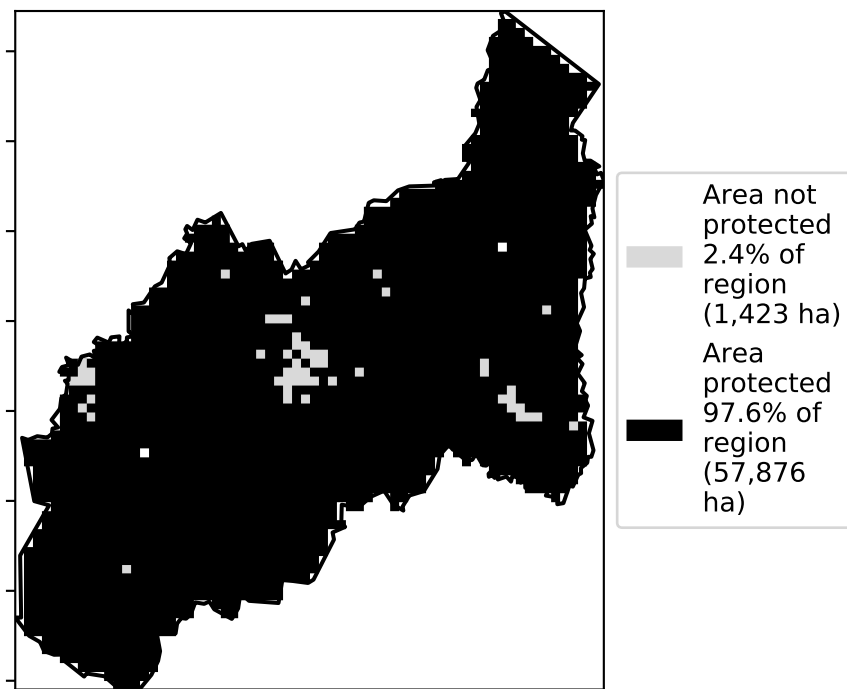 Area not
protected
2.4% of
region
(1,423 ha)
Area
protected
97.6% of
region
(57,876
ha)